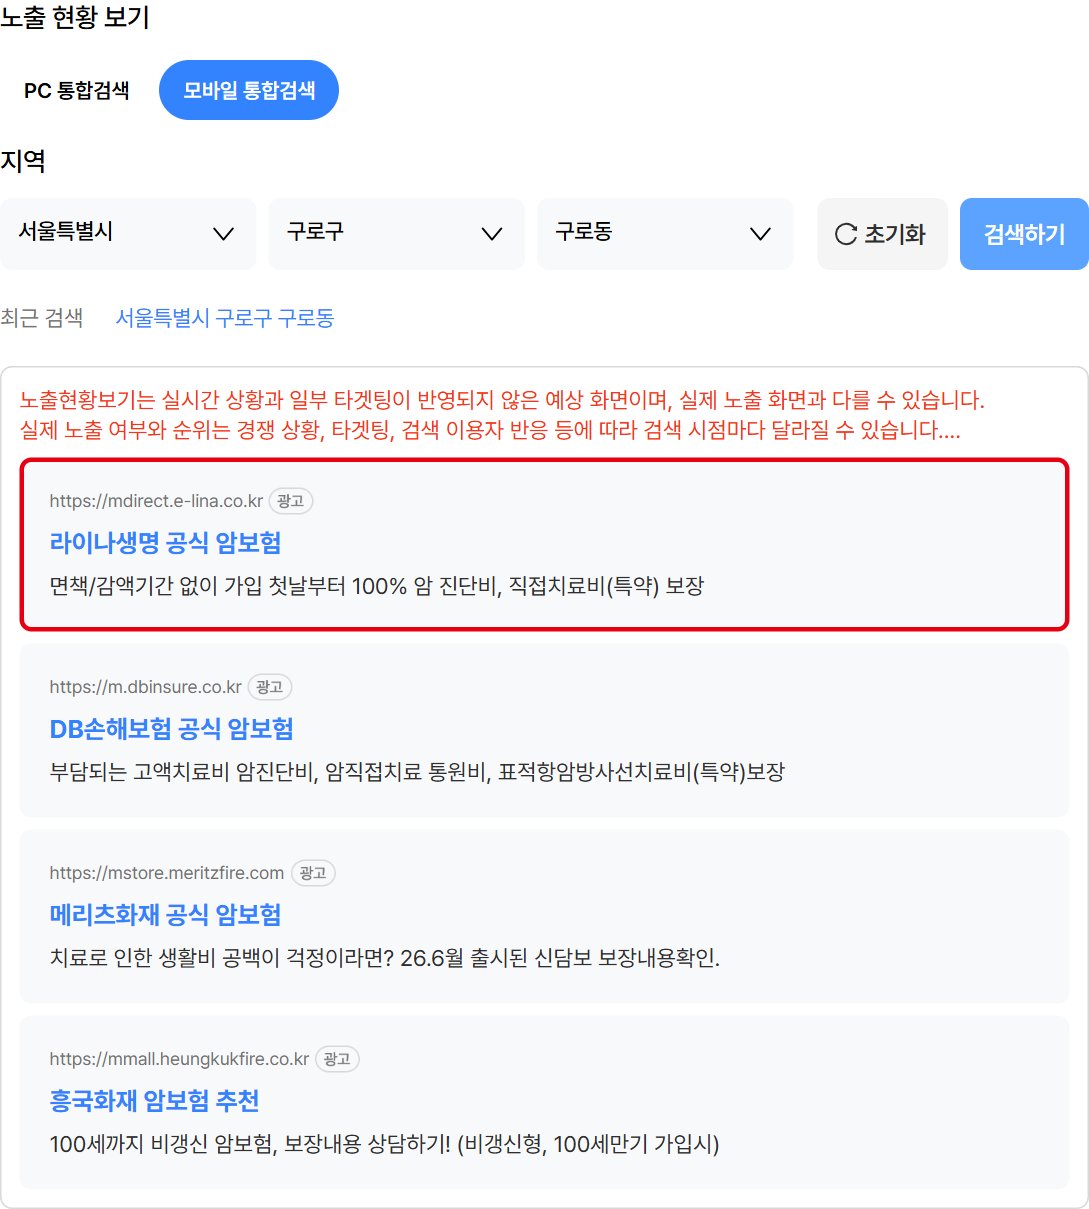 노출 현황 보기
PC 통합검색 모바일 통합검색
지역
서울특별시 구로구 구로동 초기화 검색하기
최근 검색 서울특별시 구로구 구로동
노출현황보기는 실시간 상황과 일부 타겟팅이 반영되지 않은 예상 화면이며, 실제 노출 화면과 다를 수 있습니다.
실제 노출 여부와 순위는 경쟁 상황, 타겟팅, 검색 이용자 반응 등에 따라 검색 시점마다 달라질 수 있습니다....
https://mdirect.e-lina.co.kr 광고
라이나생명 공식 암보험
면책/감액기간 없이 가입 첫날부터 100% 암 진단비, 직접치료비(특약) 보장
https://m.dbinsure.co.kr 광고
DB손해보험 공식 암보험
부담되는 고액치료비 암진단비, 암직접치료 통원비, 표적항암방사선치료비(특약)보장
https://mstore.meritzfire.com 광고
메리츠화재 공식 암보험
치료로 인한 생활비 공백이 걱정이라면? 26.6월 출시된 신담보 보장내용확인.
https://mmall.heungkukfire.co.kr 광고
흥국화재 암보험 추천
100세까지 비갱신 암보험, 보장내용 상담하기! (비갱신형, 100세만기 가입시)